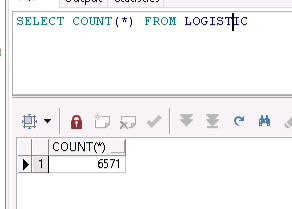 Output Statistics
SELECT COUNT(*) FROM LOGISTIC
COUNT(*)
1 6571